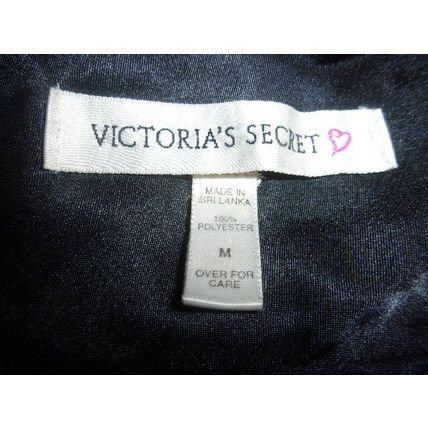 VICTORIA'S SECRET
MADE IN
SRI LANKA
100%
POLYESTER
M
OVER FOR
CARE